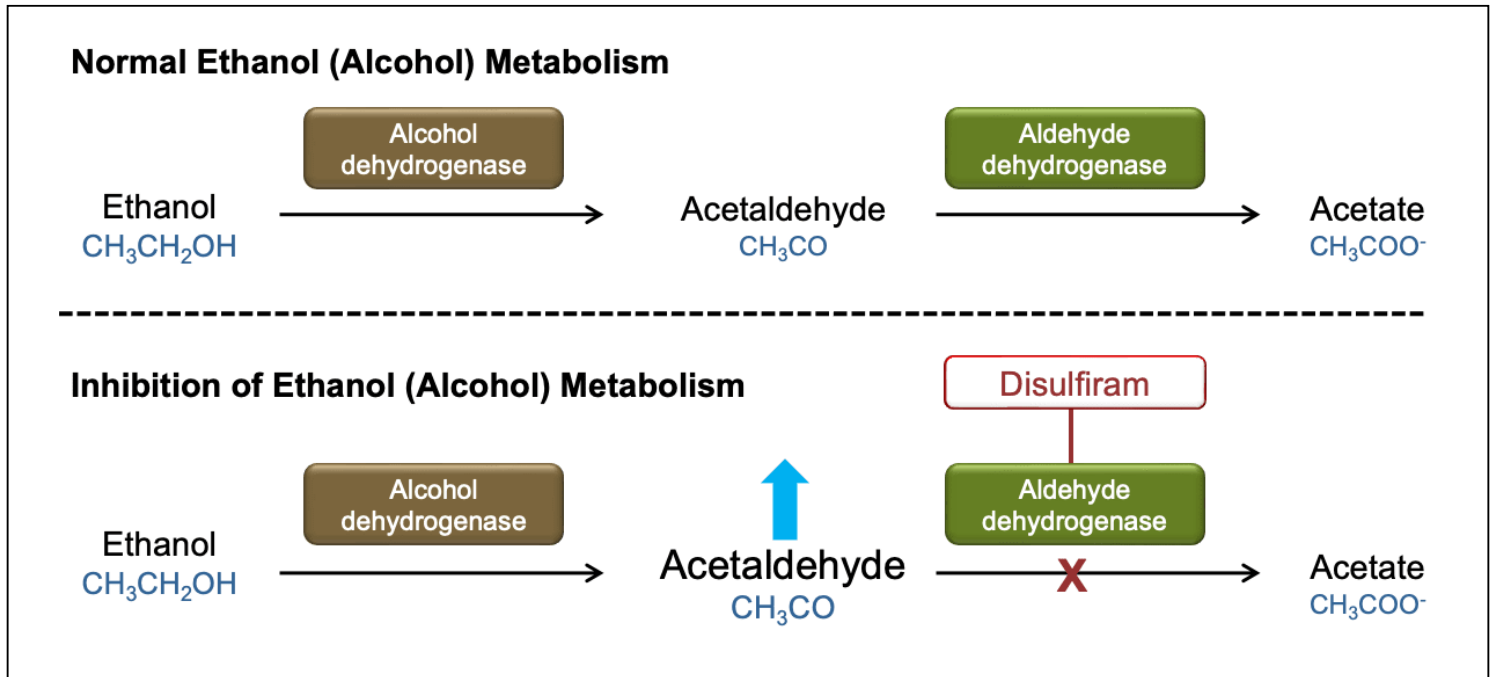 Normal Ethanol (Alcohol) Metabolism
Alcohol
dehydrogenase
Aldehyde
dehydrogenase
Ethanol
CH₃CH₂OH
Acetaldehyde
CH₃CO
Acetate
CH₃COO⁻
Inhibition of Ethanol (Alcohol) Metabolism
Disulfiram
Alcohol
dehydrogenase
Aldehyde
dehydrogenase
Ethanol
CH₃CH₂OH
Acetaldehyde
CH₃CO
X
Acetate
CH₃COO⁻